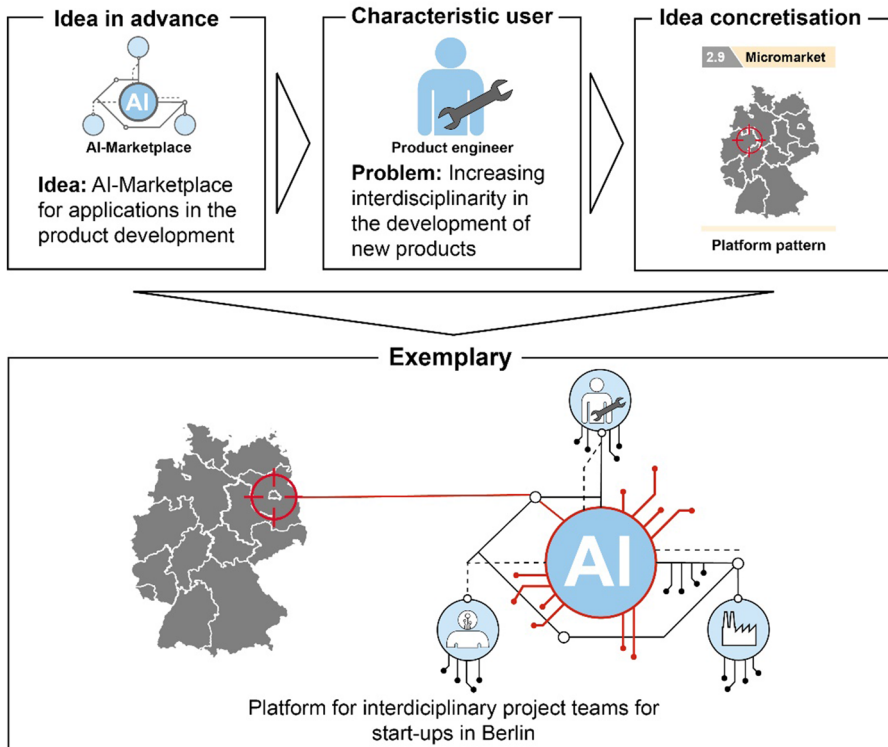 Idea in advance
AI
AI-Marketplace
Idea: AI-Marketplace
for applications in the
product development
Characteristic user
Product engineer
Problem: Increasing
interdisciplinarity in
the development of
new products
Idea concretisation
2.9 Micromarket
Platform pattern
Exemplary
AI
Platform for interdiciplinary project teams for
start-ups in Berlin